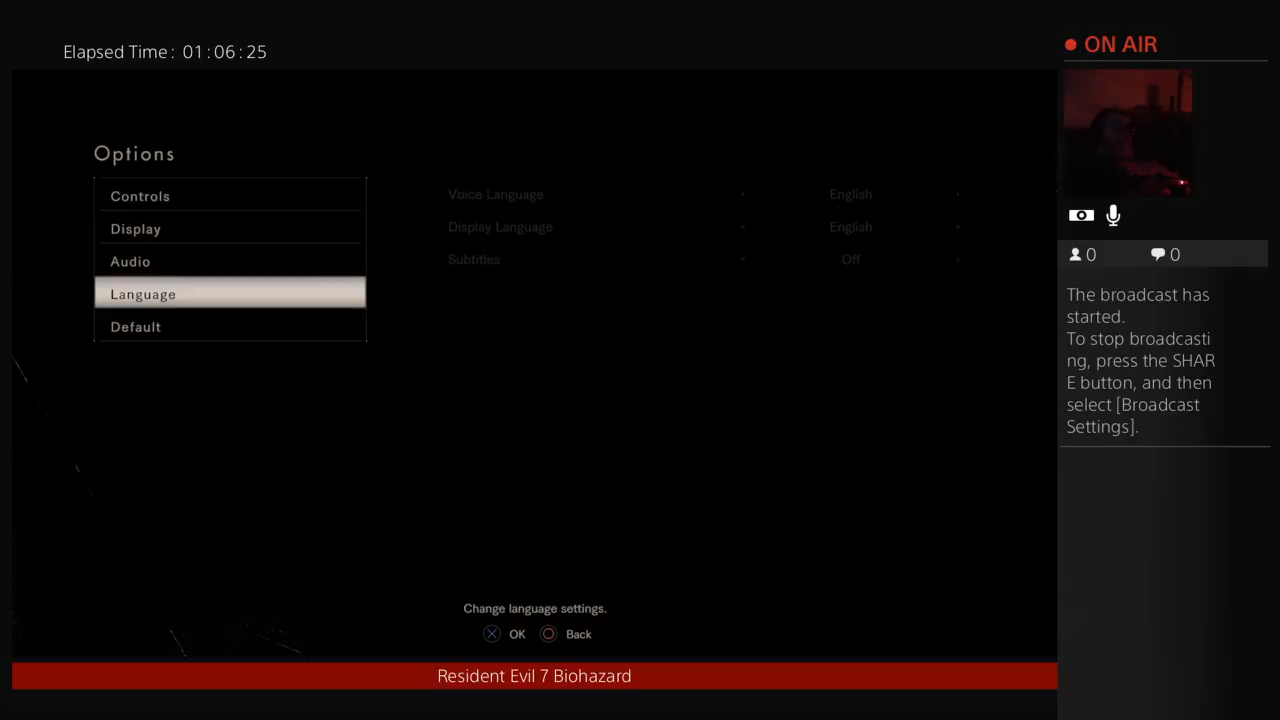 Elapsed Time: 01:06:25
ON AIR
Options
Controls
Display
Audio
Language
Default
Voice Language English
Display Language English
Subtitles Off
Change language settings.
OK Back
Resident Evil 7 Biohazard
0 0
The broadcast has
started.
To stop broadcasti
ng, press the SHAR
E button, and then
select [Broadcast
Settings].